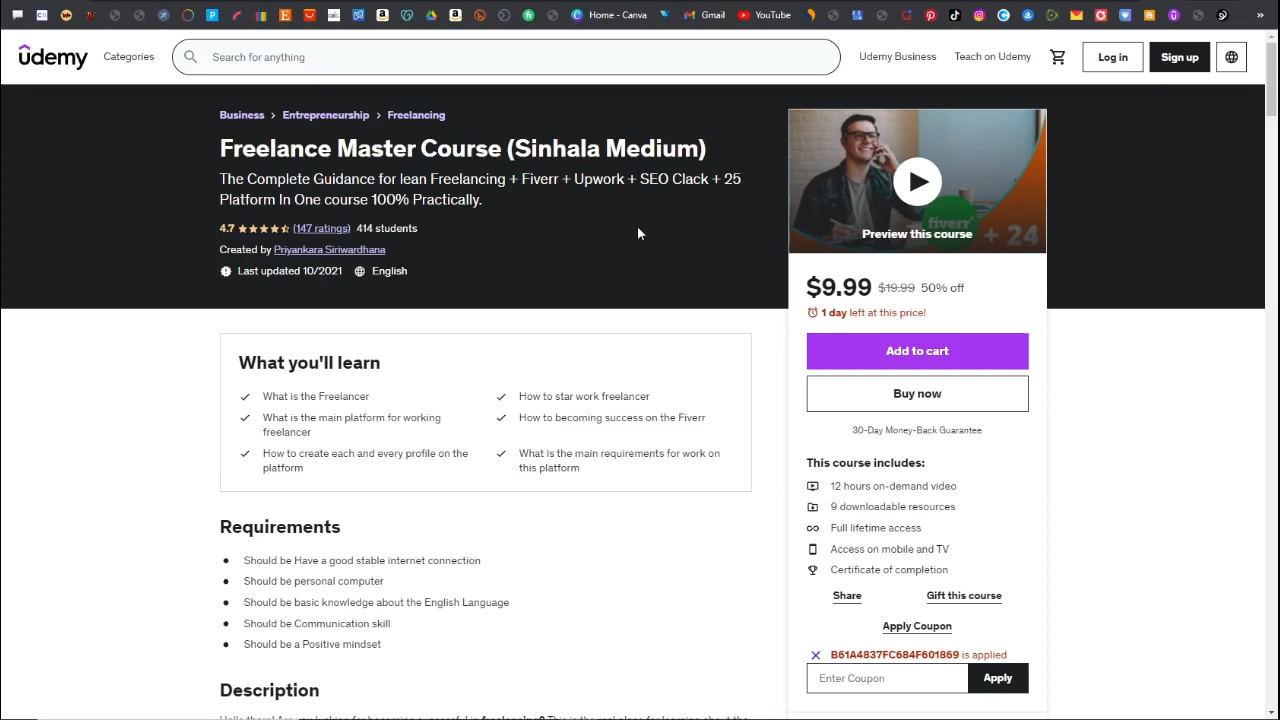 Home - Canva
Gmail
YouTube
»
ûdemy
Categories
Search for anything
Udemy Business
Teach on Udemy
Log in
Sign up
Business > Entrepreneurship > Freelancing
Freelance Master Course (Sinhala Medium)
The Complete Guidance for lean Freelancing + Fiverr + Upwork + SEO Clack + 25
Platform In One course 100% Practically.
4.7 (147 ratings) 414 students
Created by Priyankara Siriwardhana
Last updated 10/2021 English
fiverr
+ 24
Preview this course
$9.99 $19.99 50% off
1 day left at this price!
Add to cart
Buy now
30-Day Money-Back Guarantee
This course includes:
12 hours on-demand video
9 downloadable resources
Full lifetime access
Access on mobile and TV
Certificate of completion
Share
Gift this course
Apply Coupon
B61A4837FC684F601869 is applied
Enter Coupon
Apply
What you'll learn
What is the Freelancer
How to star work freelancer
What is the main platform for working
freelancer
How to becoming success on the Fiverr
How to create each and every profile on the
platform
What is the main requirements for work on
this platform
Requirements
Should be Have a good stable internet connection
Should be personal computer
Should be basic knowledge about the English Language
Should be Communication skill
Should be a Positive mindset
Description